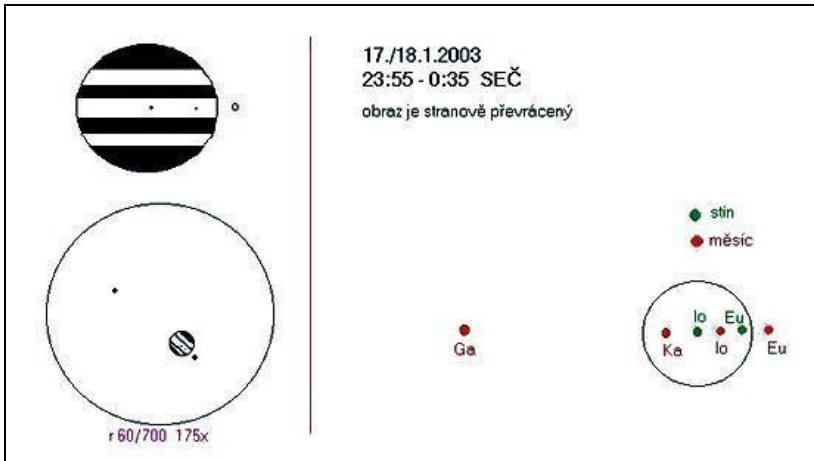 17./18.1.2003
23:55 - 0:35 SEČ
obraz je stranově převrácený
stín
měsíc
Io Eu
Ga Ka Io Eu
r 60/700 175x